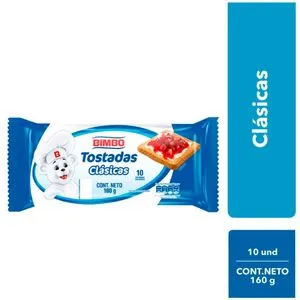 BIMBO
Tostadas
Clásicas
10
CONT. NETO
160 g
Clásicas
10 und
CONT.NETO
160 g